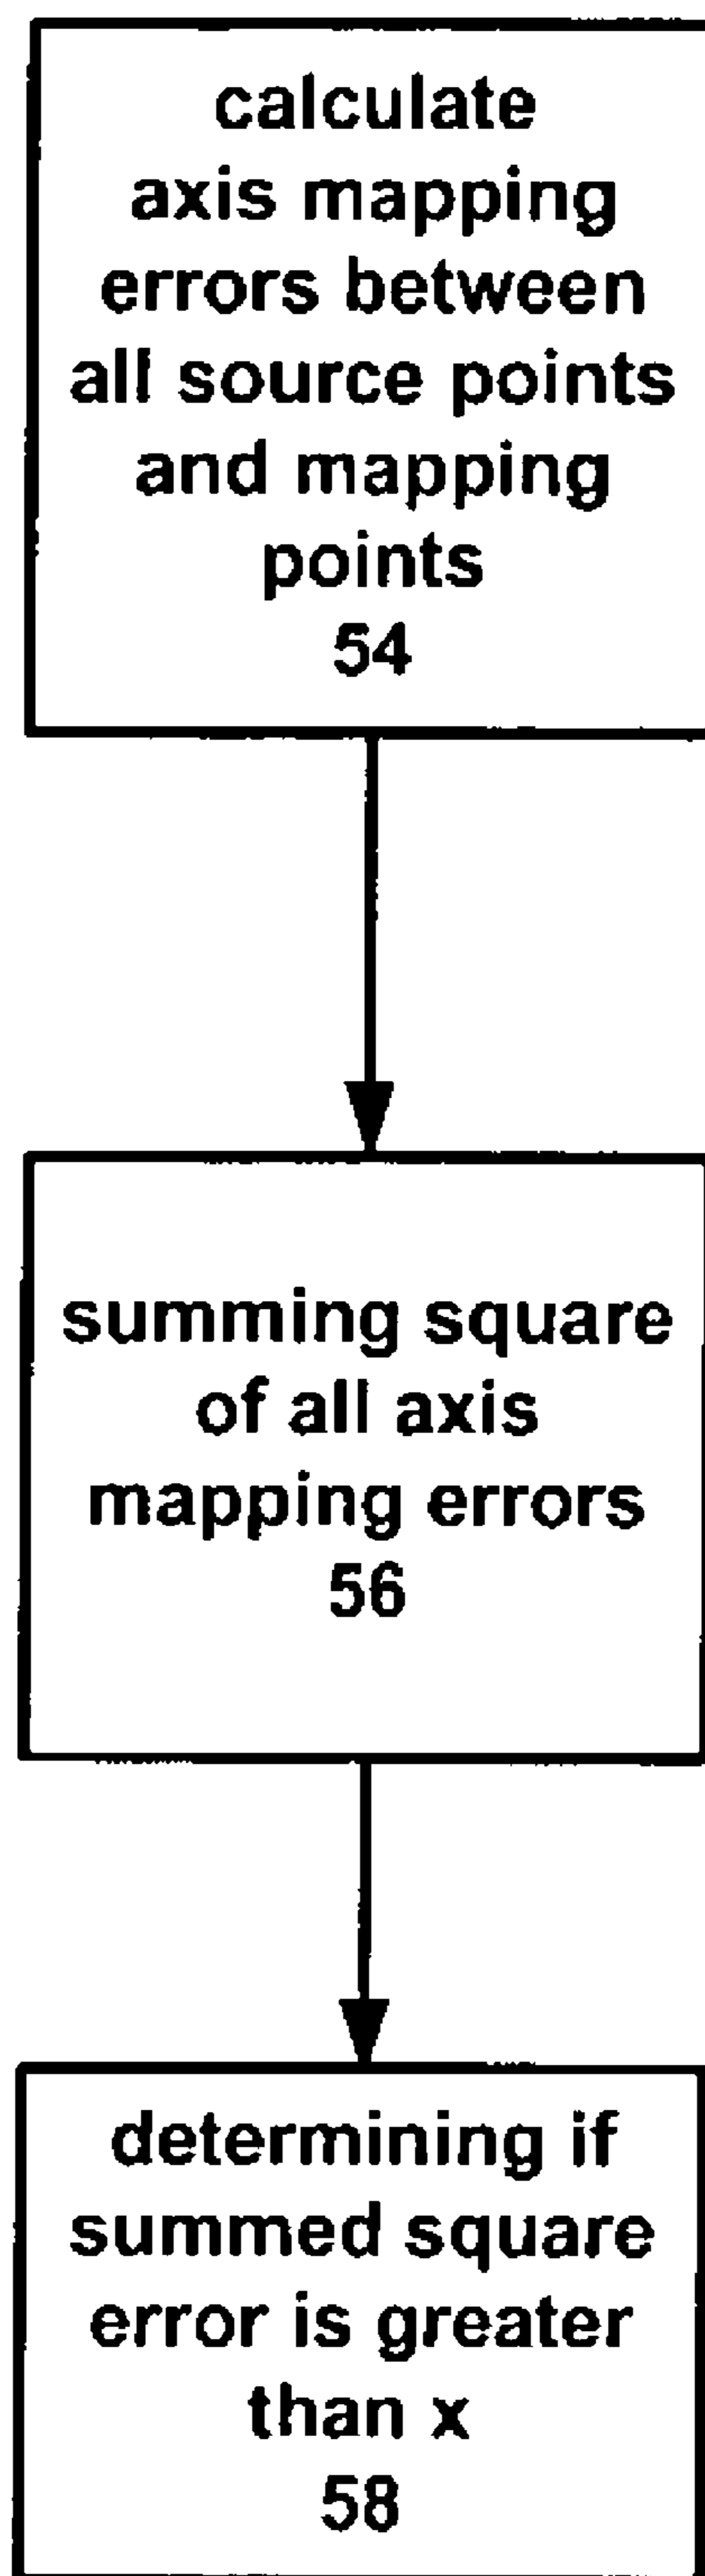 calculate
axis mapping
errors between
all source points
and mapping
points
54
summing square
of all axis
mapping errors
56
determining if
summed square
error is greater
than x
58